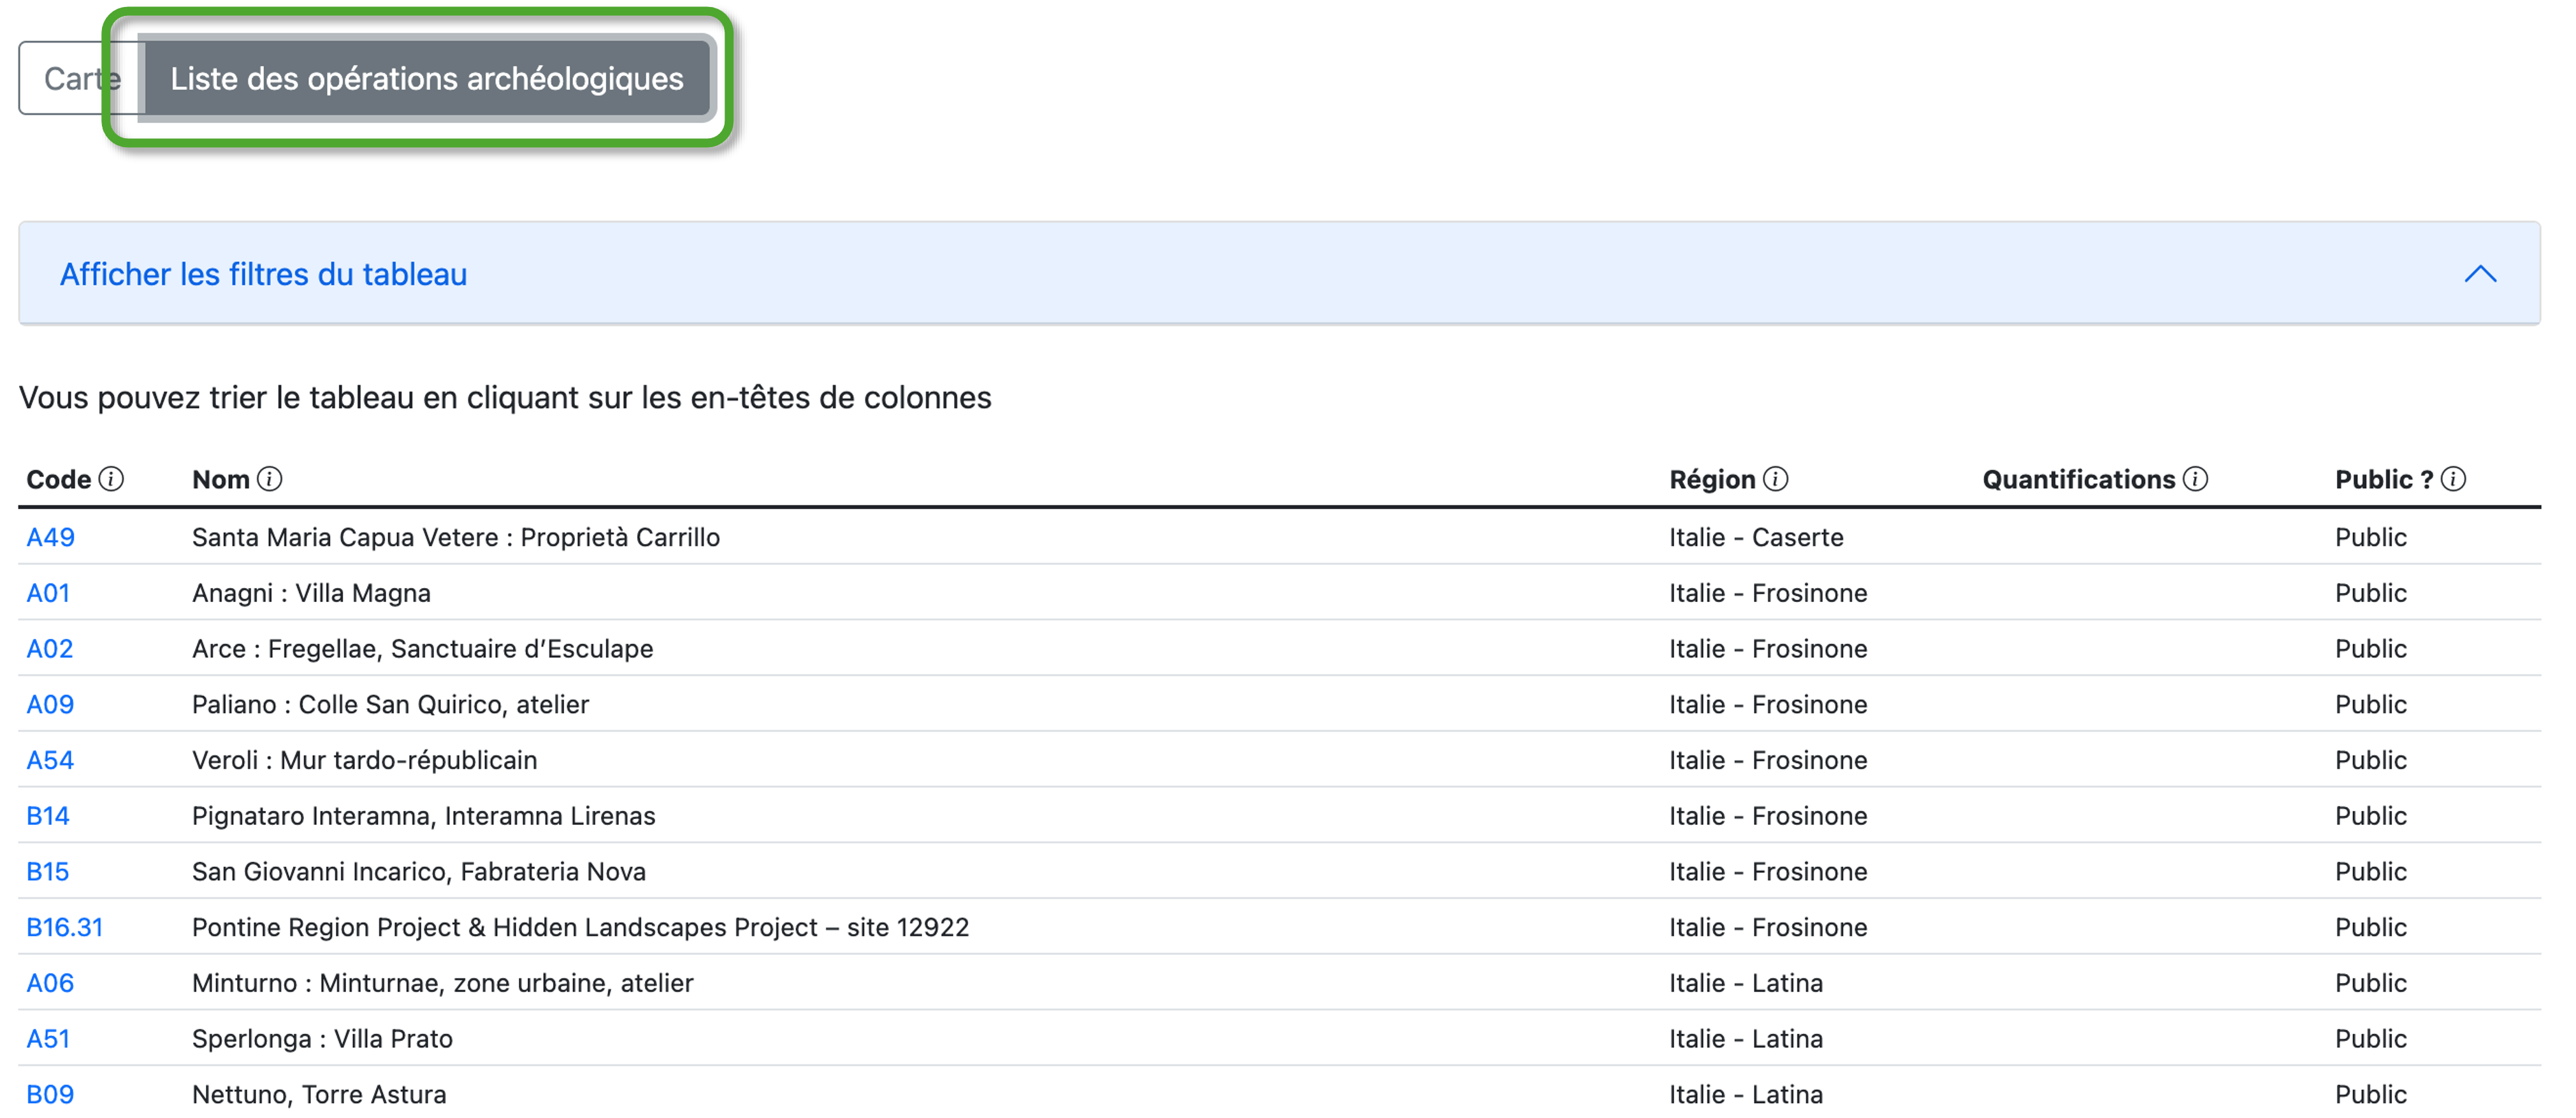 Carte Liste des opérations archéologiques
Afficher les filtres du tableau
Vous pouvez trier le tableau en cliquant sur les en-têtes de colonnes
Code Nom Région Quantifications Public ?
A49 Santa Maria Capua Vetere : Proprietà Carrillo Italie - Caserte Public
A01 Anagni : Villa Magna Italie - Frosinone Public
A02 Arce : Fregellae, Sanctuaire d’Esculape Italie - Frosinone Public
A09 Paliano : Colle San Quirico, atelier Italie - Frosinone Public
A54 Veroli : Mur tardo-républicain Italie - Frosinone Public
B14 Pignataro Interamna, Interamna Lirenas Italie - Frosinone Public
B15 San Giovanni Incarico, Fabrateria Nova Italie - Frosinone Public
B16.31 Pontine Region Project & Hidden Landscapes Project – site 12922 Italie - Frosinone Public
A06 Minturno : Minturnae, zone urbaine, atelier Italie - Latina Public
A51 Sperlonga : Villa Prato Italie - Latina Public
B09 Nettuno, Torre Astura Italie - Latina Public